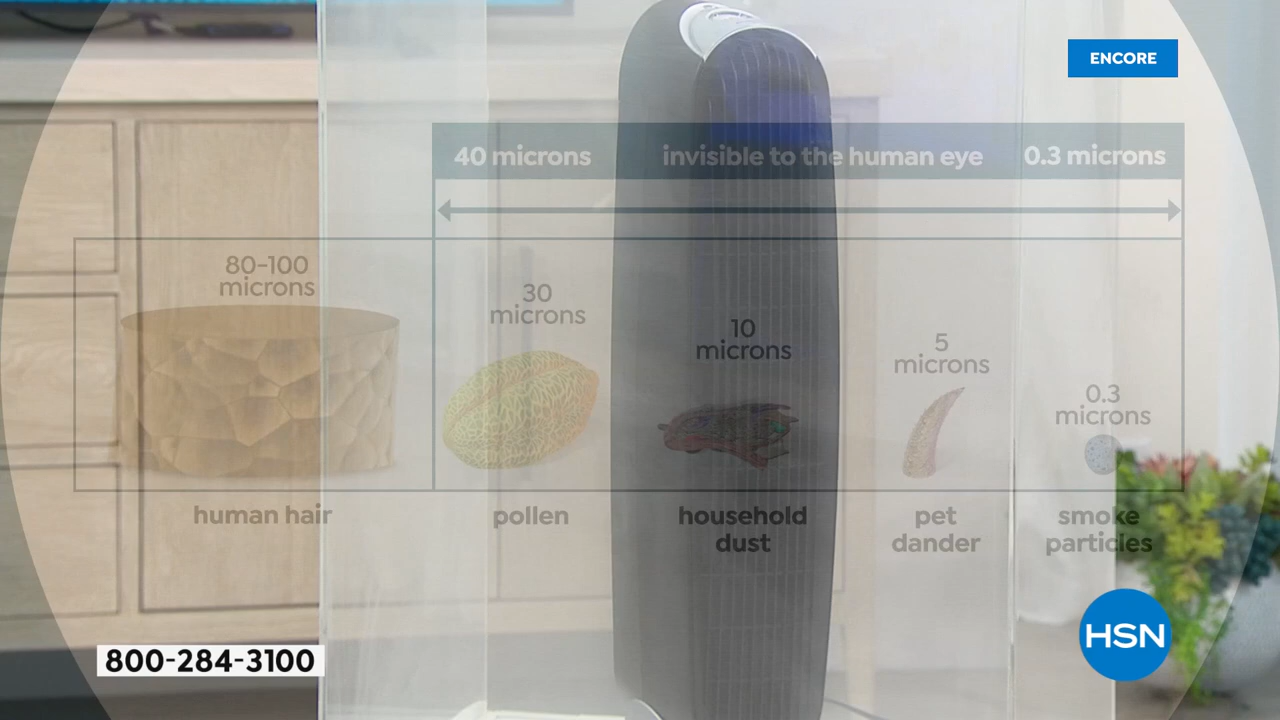 ENCORE
40 microns
invisible to the human eye
0.3 microns
80-100
microns
30
microns
10
microns
5
microns
0.3
microns
human hair
pollen
household
dust
pet
dander
smoke
particles
800-284-3100
HSN